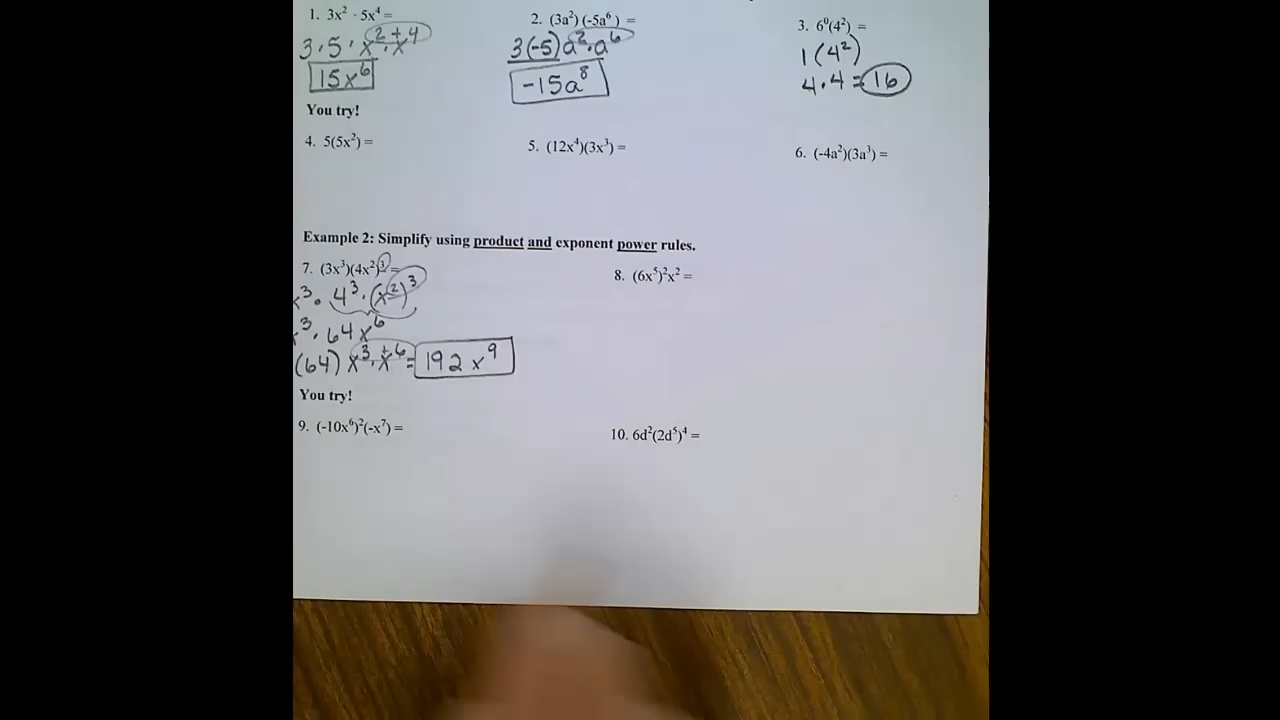 1. 3x² · 5x⁴ =
3 · 5 · x² · x⁴
+
15x⁶
2. (3a²)(-5a⁶) =
3(-5)a² · a⁶
-15a⁸
3. 6⁰(4²) =
1(4²)
4 · 4 = 16
You try!
4. 5(5x²) =
5. (12x⁴)(3x³) =
6. (-4a²)(3a³) =
Example 2: Simplify using product and exponent power rules.
7. (3x³)(4x²)³ =
x³ · 4³ · (x²)³
x³ · 64x⁶
(64) x³ · x⁶ = 192x⁹
+
8. (6x⁵)²x² =
You try!
9. (-10x⁶)²(-x⁷) =
10. 6d²(2d⁵)⁴ =